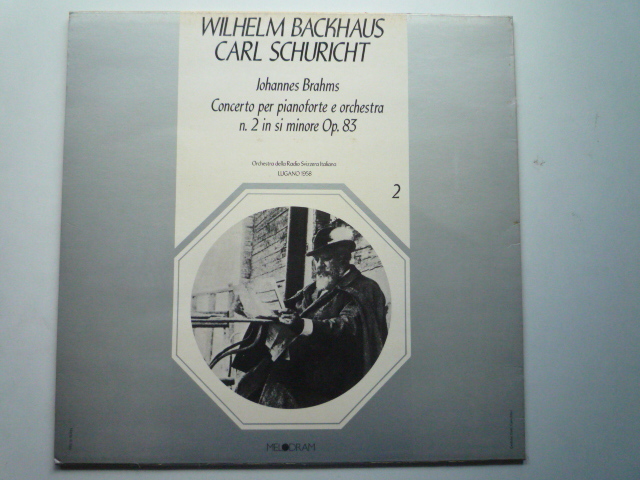 WILHELM BACKHAUS
CARL SCHURICHT
Johannes Brahms
Concerto per pianoforte e orchestra
n. 2 in si minore Op. 83
Orchestra della Radio Svizzera Italiana
LUGANO 1958
2
MELODRAM